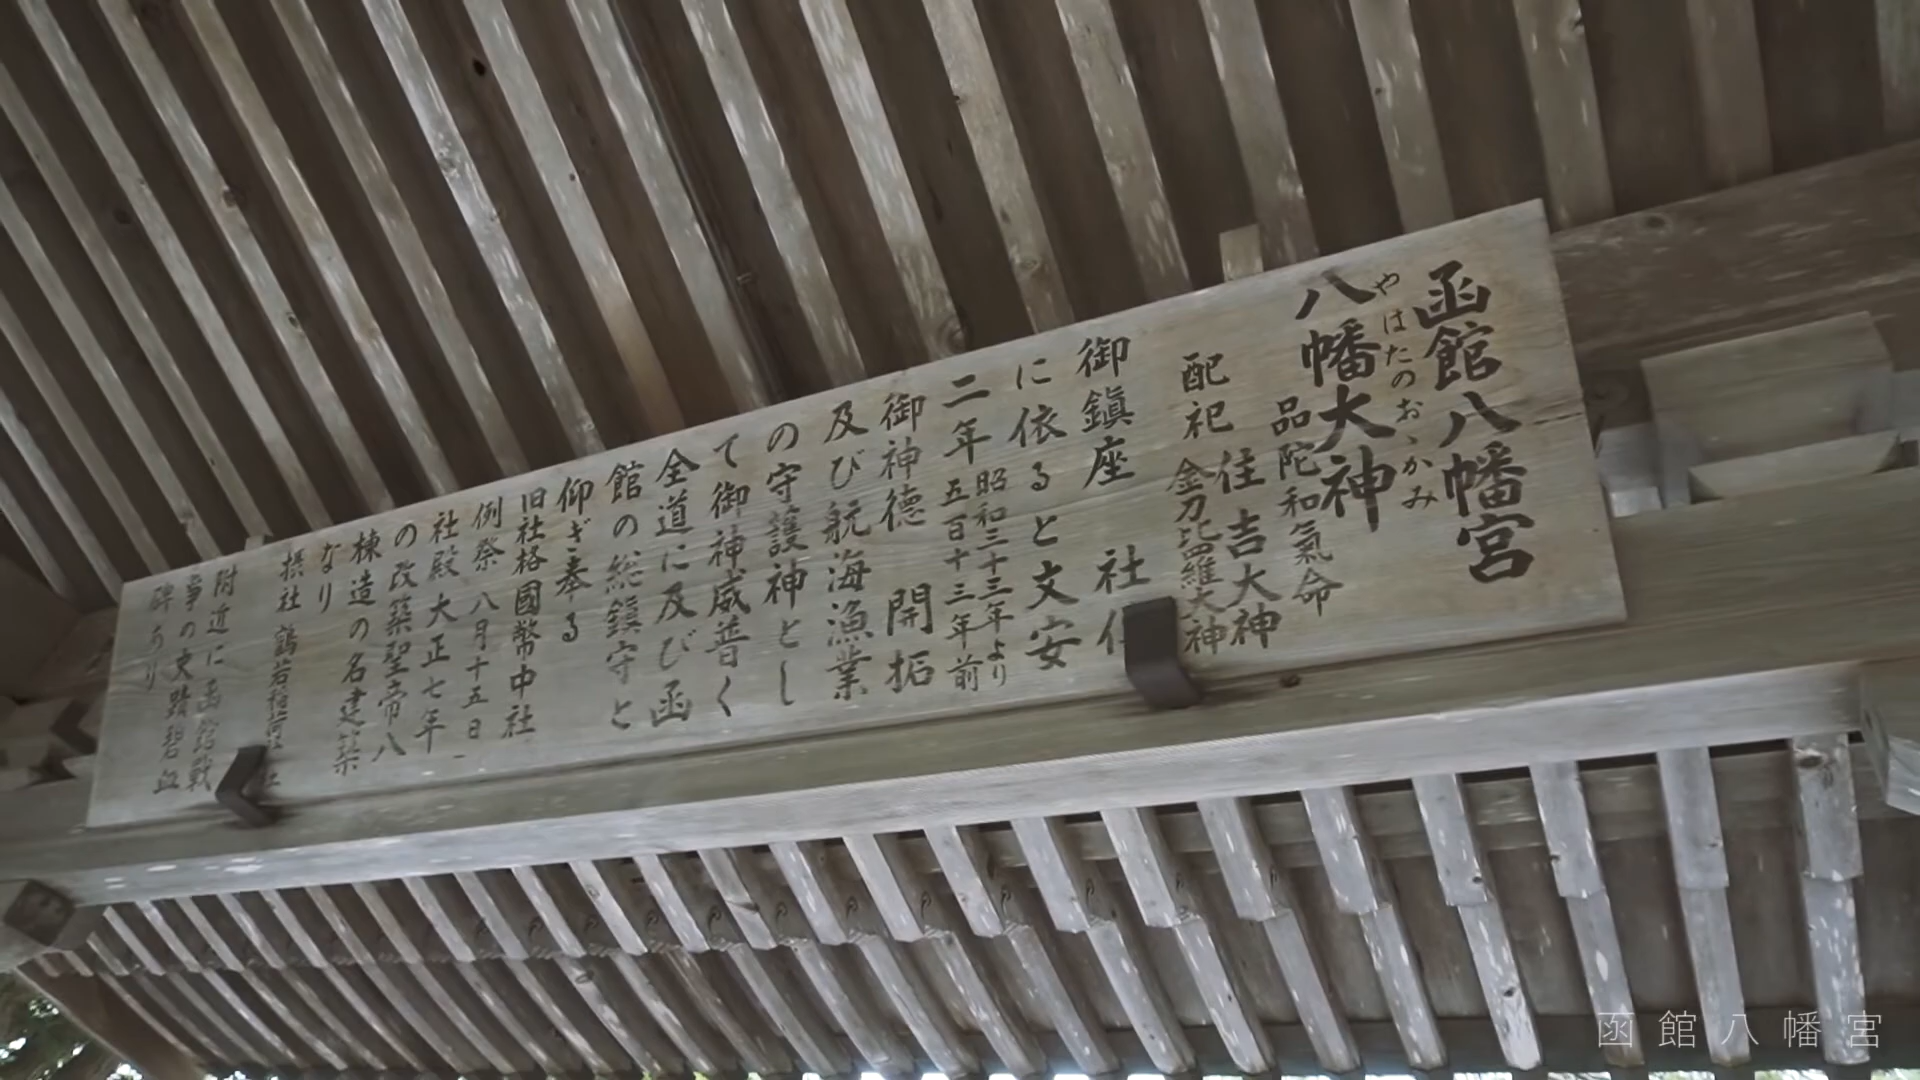 函館八幡宮
やはたのおゝかみ
八幡大神
品陀和氣命
住吉大神
配祀 金刀比羅大神
御鎮座 社伝
に依ると文安
二年 昭和三十三年より
五百十三年前
御神徳 開拓
及び航海漁業
の守護神とし
て御神威普く
全道に及び函
館の総鎮守と
仰ぎ奉る
旧社格國幣中社
例祭 八月十五日
社殿 大正七年
の改築聖帝八
棟造の名建築
なり
摂社 鶴若稲荷
附近に函館戦
争の史蹟碧血
碑あり
函館八幡宮